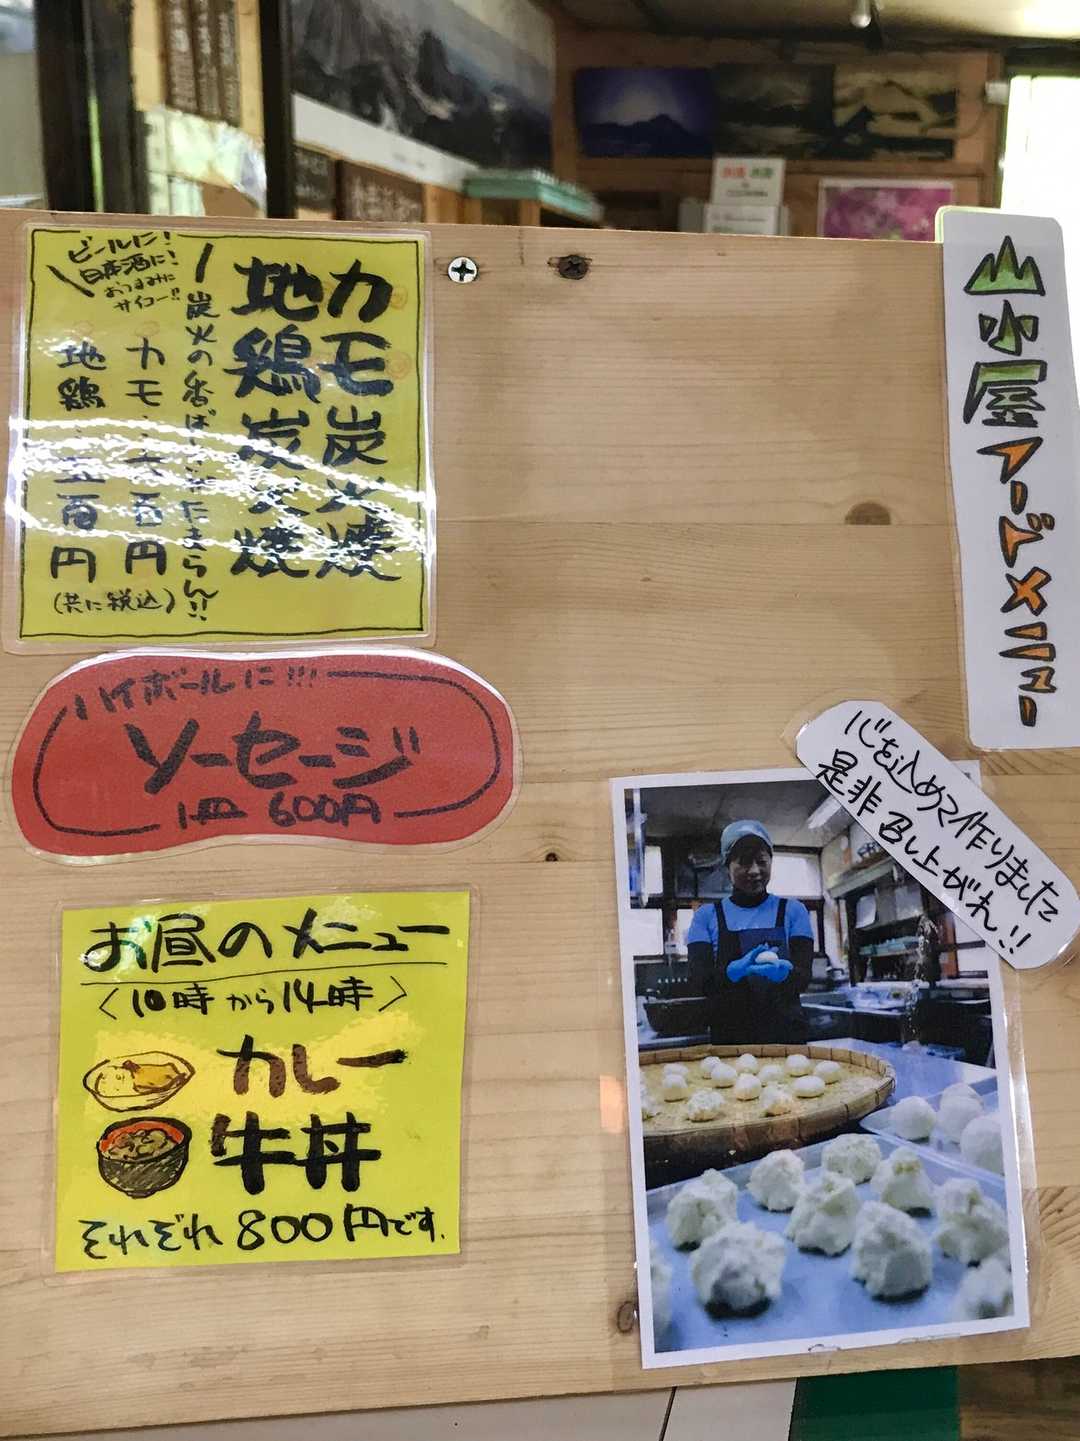 山小屋フードメニュー
カモ炭火焼
地鶏炭火焼
炭火の香ばしさたまらん!!
ビールに!
日本酒に!
おつまみに
サイコー!!
カモ・・六百円
地鶏・・五百円
(共に税込)
ハイボールに!!!
ソーセージ
1皿 600円
心を込めて作りました
是非召し上がれ!!
お昼のメニュー
〈10時から14時〉
カレー
牛丼
それぞれ800円です.